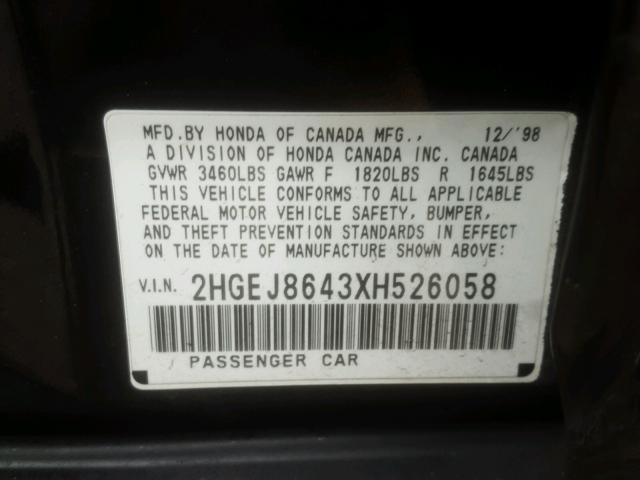 MFD.BY HONDA OF CANADA MFG., 12/'98
A DIVISION OF HONDA CANADA INC. CANADA
GVWR 3460LBS GAWR F 1820LBS R 1645LBS
THIS VEHICLE CONFORMS TO ALL APPLICABLE
FEDERAL MOTOR VEHICLE SAFETY, BUMPER,
AND THEFT PREVENTION STANDARDS IN EFFECT
ON THE DATE OF MANUFACTURE SHOWN ABOVE:
V.I.N. 2HGEJ8643XH526058
PASSENGER CAR